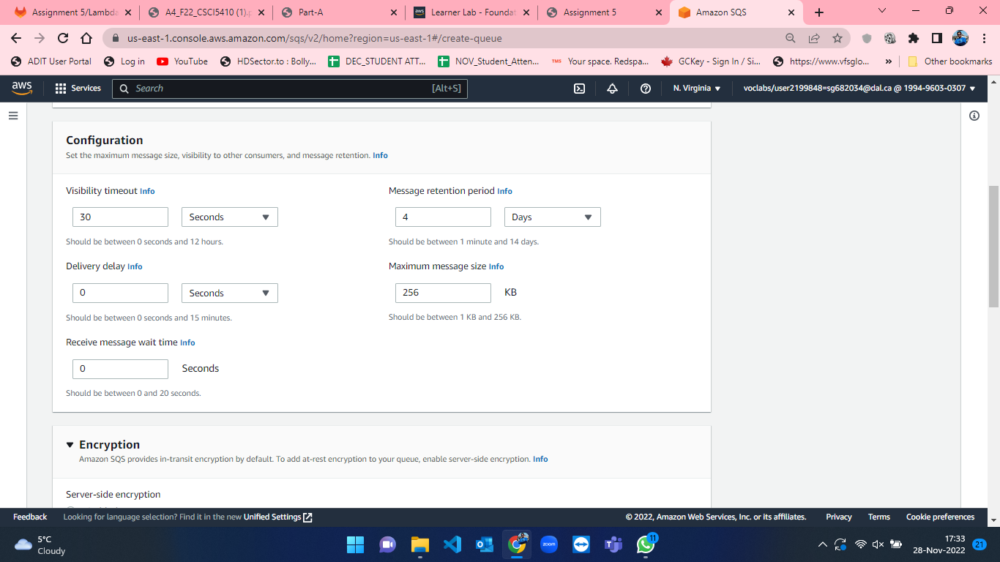 Assignment 5/Lambda
A4_F22_CSCI5410 (1).p
Part-A
aws
Learner Lab - Foundat
Assignment 5
Amazon SQS
us-east-1.console.aws.amazon.com/sqs/v2/home?region=us-east-1#/create-queue
ADIT User Portal
Log in
YouTube
HDSector.to : Bolly...
DEC_STUDENT ATT...
NOV_Student_Atten...
TMS
Your space. Redspa...
GCKey - Sign In / Si...
https://www.vfsglo...
»
Other bookmarks
aws
Services
Search
[Alt+S]
N. Virginia
voclabs/user2199848=sg682034@dal.ca @ 1994-9603-0307
Configuration
Set the maximum message size, visibility to other consumers, and message retention. Info
Visibility timeout Info
Message retention period Info
30
Seconds
4
Days
Should be between 0 seconds and 12 hours.
Should be between 1 minute and 14 days.
Delivery delay Info
Maximum message size Info
0
Seconds
256
KB
Should be between 0 seconds and 15 minutes.
Should be between 1 KB and 256 KB.
Receive message wait time Info
0
Seconds
Should be between 0 and 20 seconds.
Encryption
Amazon SQS provides in-transit encryption by default. To add at-rest encryption to your queue, enable server-side encryption. Info
Server-side encryption
Feedback
Looking for language selection? Find it in the new Unified Settings
© 2022, Amazon Web Services, Inc. or its affiliates.
Privacy
Terms
Cookie preferences
5°C
Cloudy
zoom
11
17:33
28-Nov-2022
21